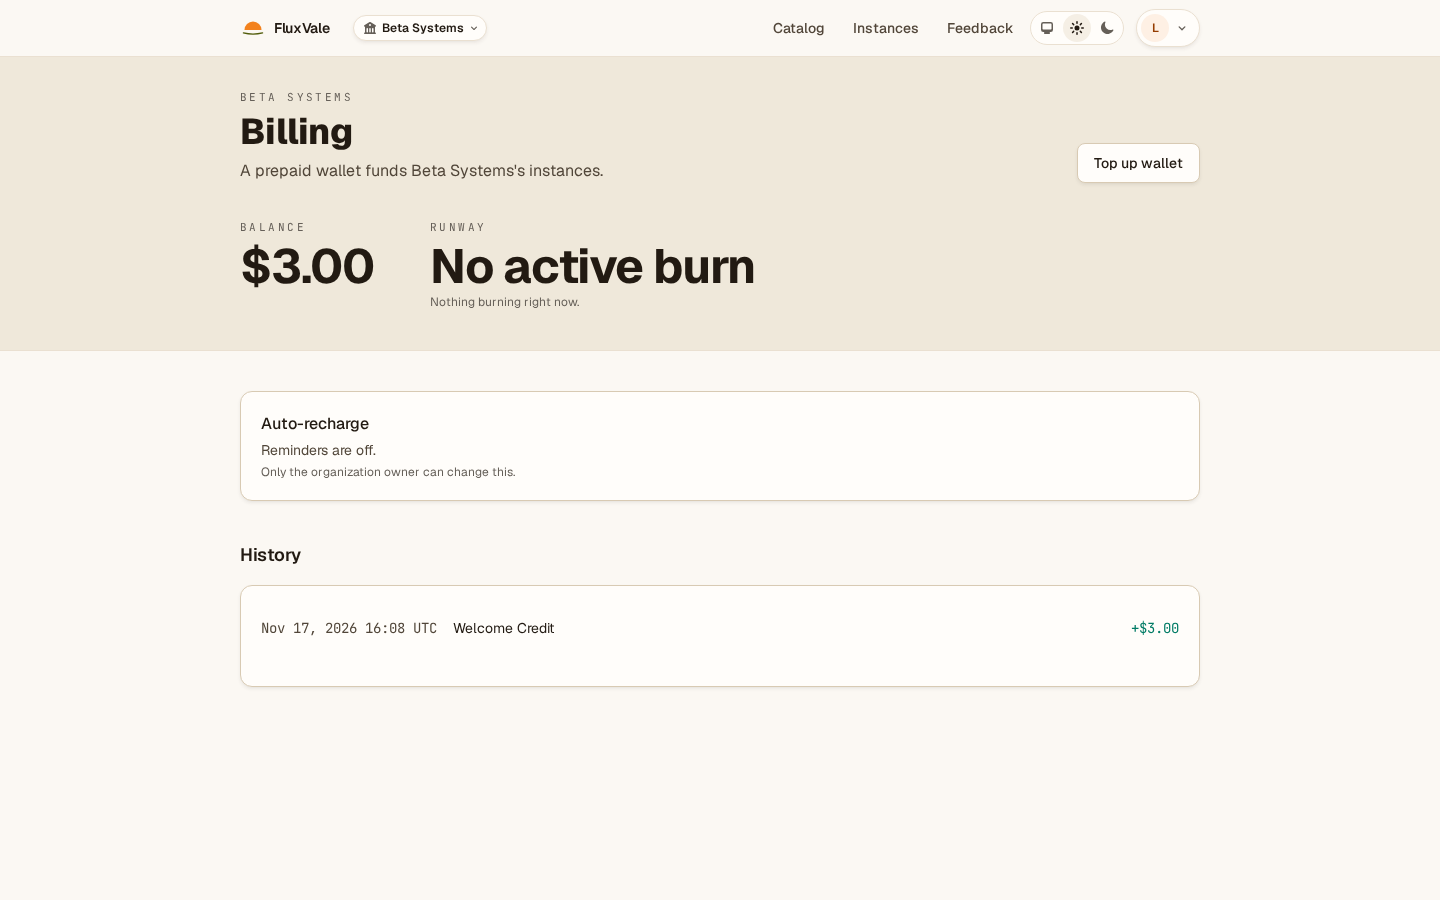 FluxVale
Beta Systems
Catalog
Instances
Feedback
L
BETA SYSTEMS
Billing
A prepaid wallet funds Beta Systems's instances.
Top up wallet
BALANCE
$3.00
RUNWAY
No active burn
Nothing burning right now.
Auto-recharge
Reminders are off.
Only the organization owner can change this.
History
Nov 17, 2026 16:08 UTC Welcome Credit +$3.00